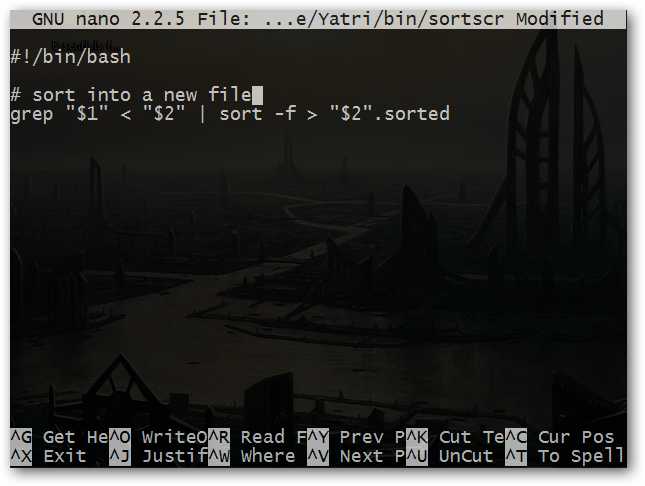 GNU nano 2.2.5 File: ...e/Yatri/bin/sortscr Modified
#!/bin/bash
# sort into a new file
grep "$1" < "$2" | sort -f > "$2".sorted
^G Get He^O WriteO^R Read F^Y Prev P^K Cut Te^C Cur Pos
^X Exit ^J Justif^W Where ^V Next P^U UnCut ^T To Spell